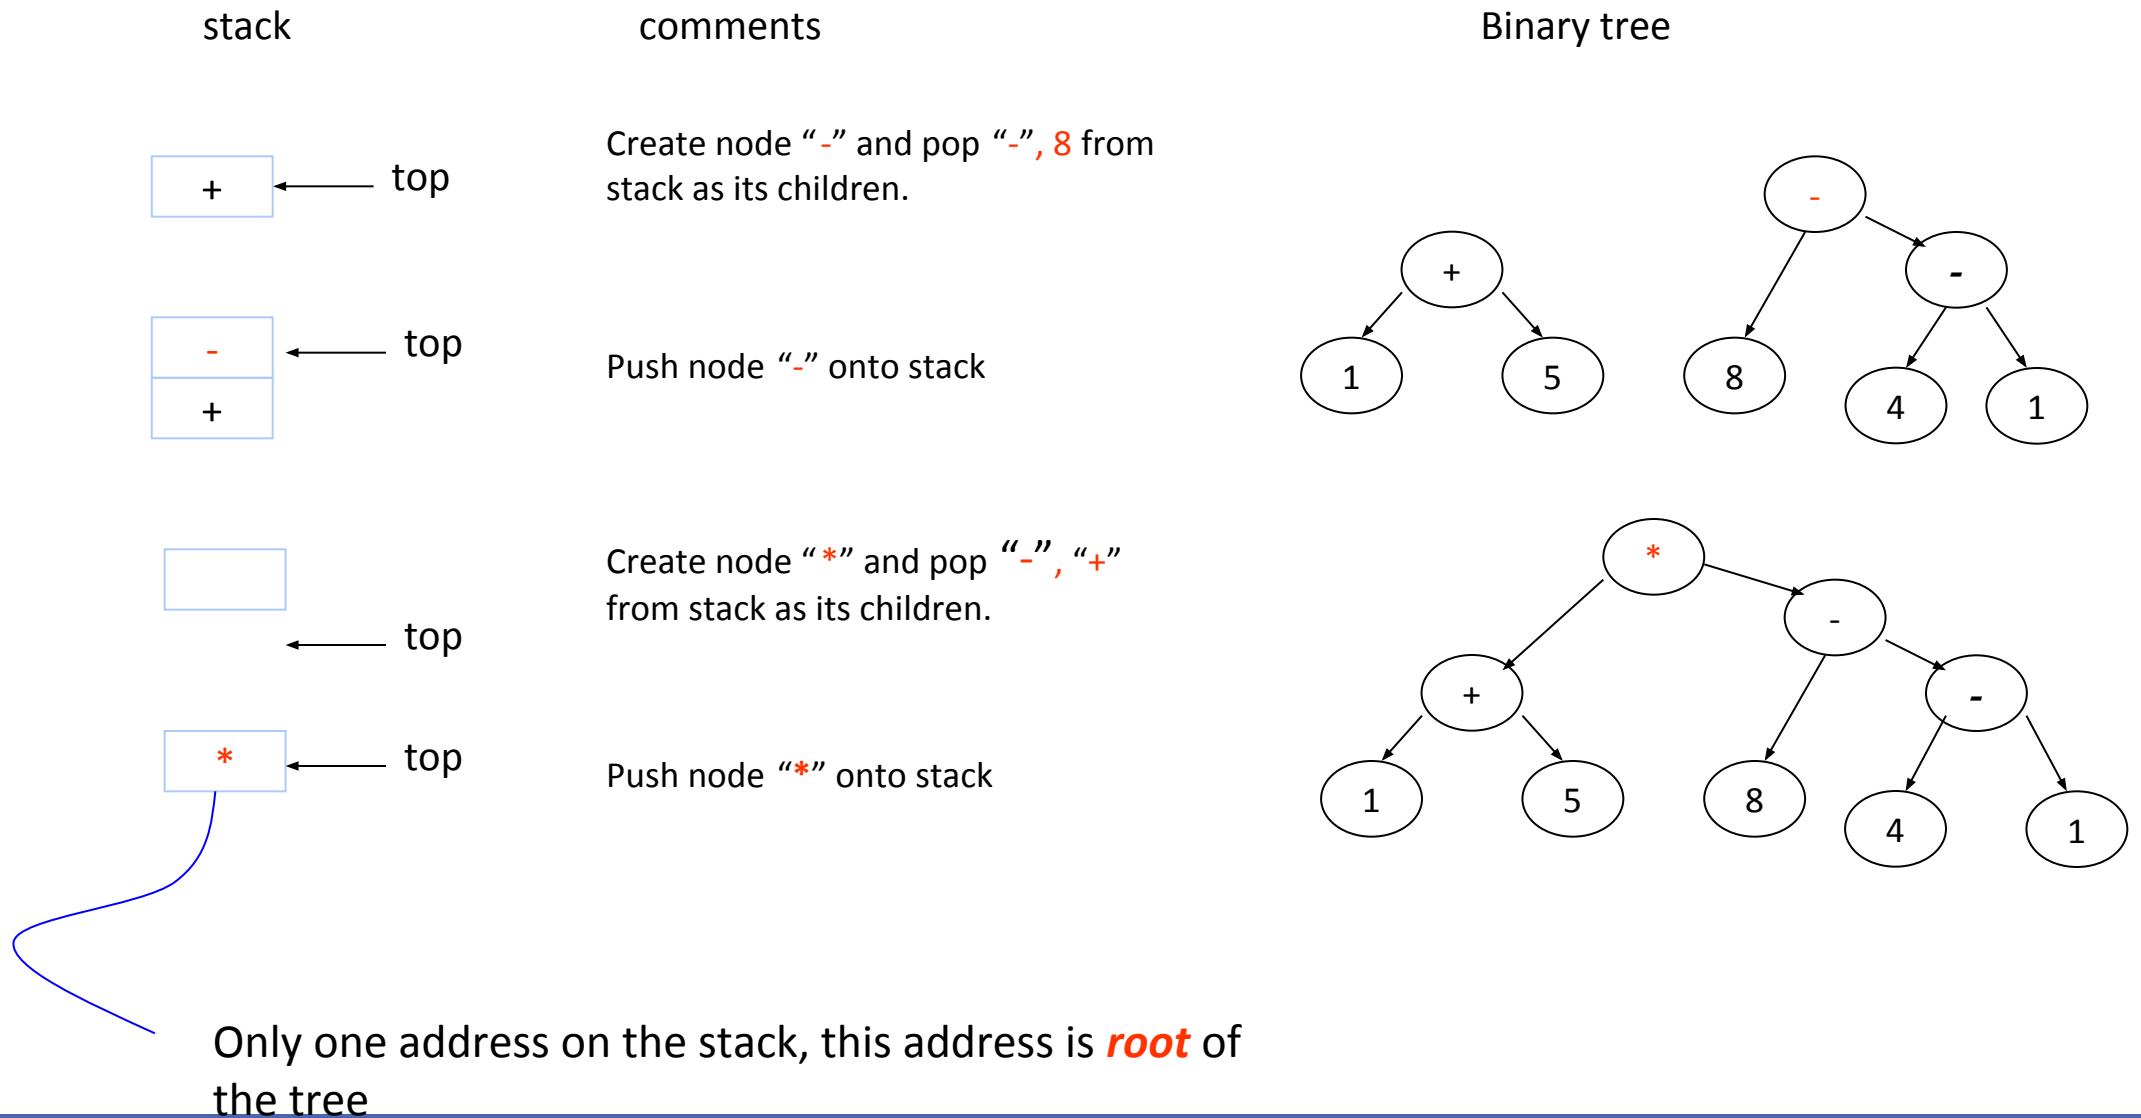 stack comments Binary tree
+ top
Create node “-” and pop “-”, 8 from
stack as its children.
-
+ -
1 5 8 4 1
- top
+
Push node “-” onto stack
top
Create node “*” and pop “-”, “+”
from stack as its children.
*
-
+ -
1 5 8 4 1
* top
Push node “*” onto stack
Only one address on the stack, this address is root of
the tree